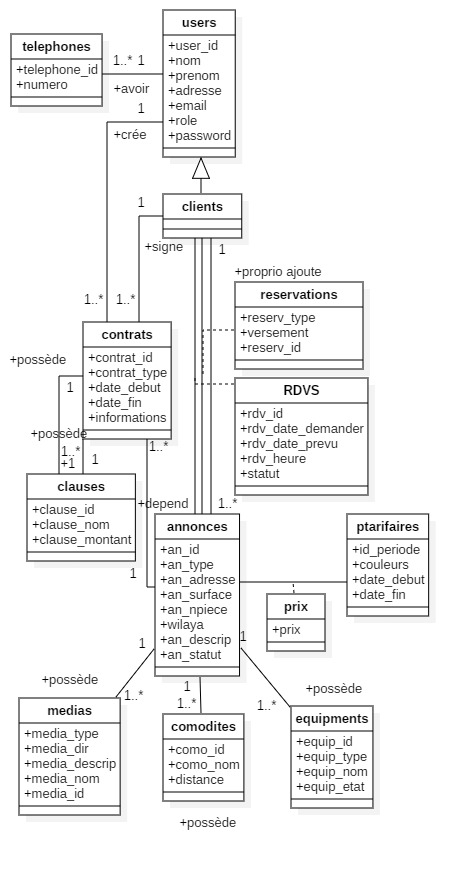 users
+user_id
+nom
+prenom
+adresse
+email
+role
+password
telephones
+telephone_id
+numero
1..* 1
+avoir
1
+crée
clients
1
+signe
1
+proprio ajoute
1..* 1..*
reservations
+reserv_type
+versement
+reserv_id
contrats
+contrat_id
+contrat_type
+date_debut
+date_fin
+informations
+possède
1
RDVS
+rdv_id
+rdv_date_demander
+rdv_date_prevu
+rdv_heure
+statut
+possède
1..*
+1
1
1..*
clauses
+clause_id
+clause_nom
+clause_montant
+depend
1..*
1
annonces
+an_id
+an_type
+an_adresse
+an_surface
+an_npiece
+wilaya
+an_descrip
+an_statut
ptarifaires
+id_periode
+couleurs
+date_debut
+date_fin
prix
+prix
1
1
+possède
1..*
1
1..*
+possède
1..*
medias
+media_type
+media_dir
+media_descrip
+media_nom
+media_id
comodites
+como_id
+como_nom
+distance
equipments
+equip_id
+equip_type
+equip_nom
+equip_etat
+possède